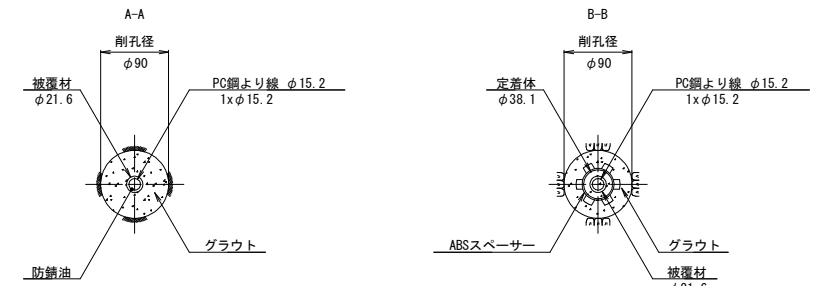 A-A
削孔径
φ90
被覆材
φ21.6
PC鋼より線 φ15.2
1xφ15.2
グラウト
防錆油
B-B
削孔径
φ90
定着体
φ38.1
PC鋼より線 φ15.2
1xφ15.2
ABSスペーサー
グラウト
被覆材
φ21.6